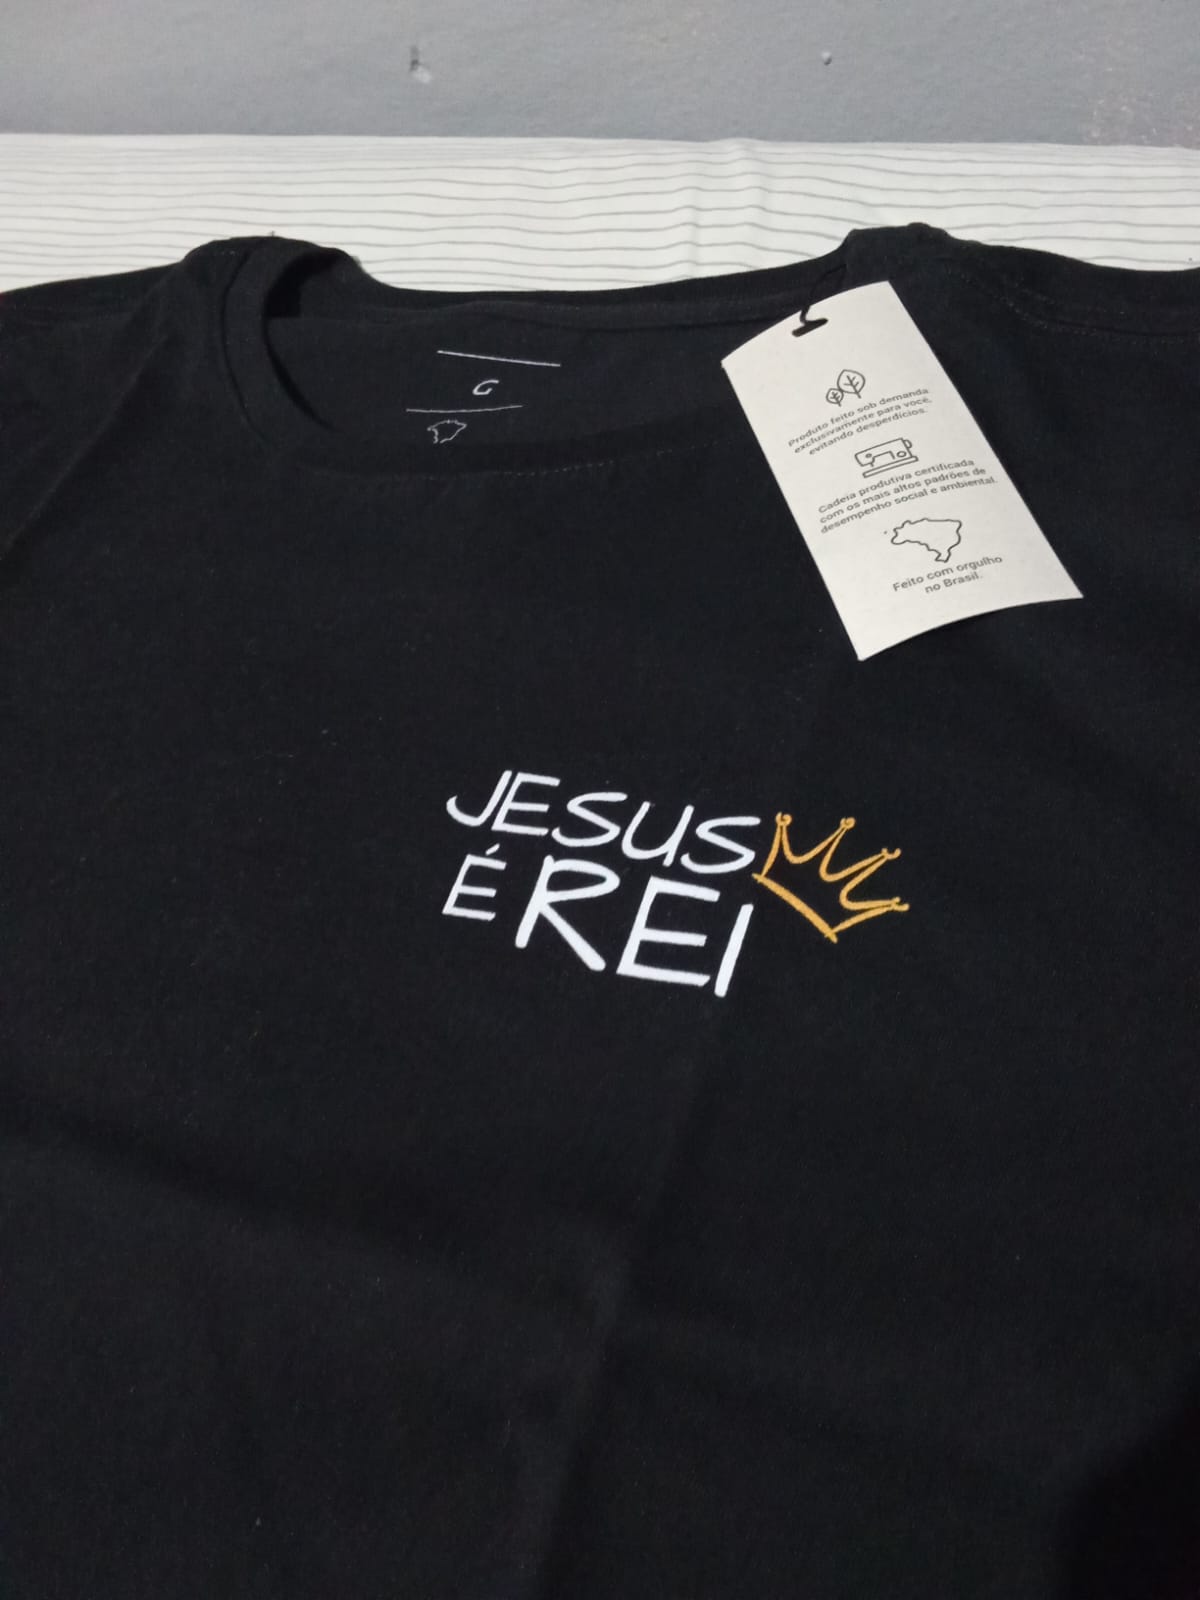 G
Produto feito sob demanda
exclusivamente para você,
evitando desperdícios.
Cadeia produtiva certificada
com os mais altos padrões de
desempenho social e ambiental.
Feito com orgulho
no Brasil.
JESUS
É REI